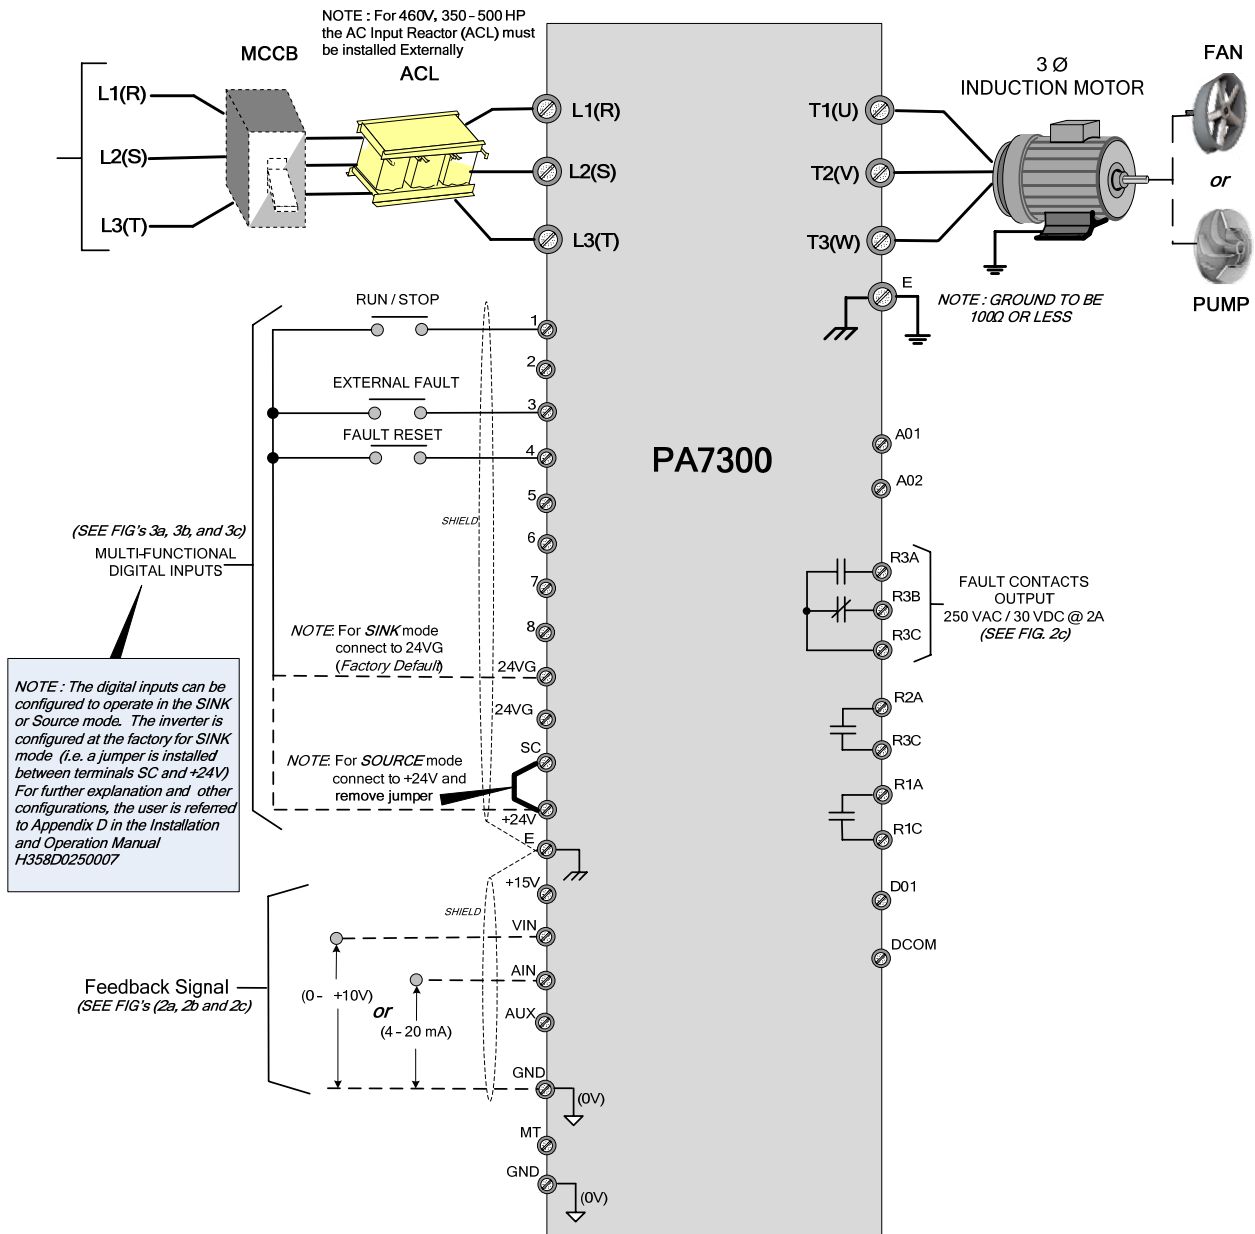 NOTE : For 460V, 350 - 500 HP
the AC Input Reactor (ACL) must
be installed Externally
MCCB
ACL
L1(R)
L2(S)
L3(T)
L1(R)
L2(S)
L3(T)
T1(U)
T2(V)
T3(W)
3 Ø
INDUCTION MOTOR
FAN
or
PUMP
E
NOTE : GROUND TO BE
100Ω OR LESS
PA7300
RUN / STOP
1
2
EXTERNAL FAULT
3
FAULT RESET
4
5
SHIELD
6
7
8
(SEE FIG's 3a, 3b, and 3c)
MULTI-FUNCTIONAL
DIGITAL INPUTS
NOTE: For SINK mode
connect to 24VG
(Factory Default)
24VG
24VG
SC
NOTE: For SOURCE mode
connect to +24V and
remove jumper
+24V
E
NOTE : The digital inputs can be
configured to operate in the SINK
or Source mode. The inverter is
configured at the factory for SINK
mode (i.e. a jumper is installed
between terminals SC and +24V)
For further explanation and other
configurations, the user is referred
to Appendix D in the Installation
and Operation Manual
H358D0250007
+15V
SHIELD
VIN
AIN
AUX
GND
(0V)
MT
GND
(0V)
Feedback Signal
(SEE FIG's (2a, 2b and 2c)
(0 - +10V)
or
(4 - 20 mA)
A01
A02
R3A
R3B
R3C
FAULT CONTACTS
OUTPUT
250 VAC / 30 VDC @ 2A
(SEE FIG. 2c)
R2A
R3C
R1A
R1C
D01
DCOM